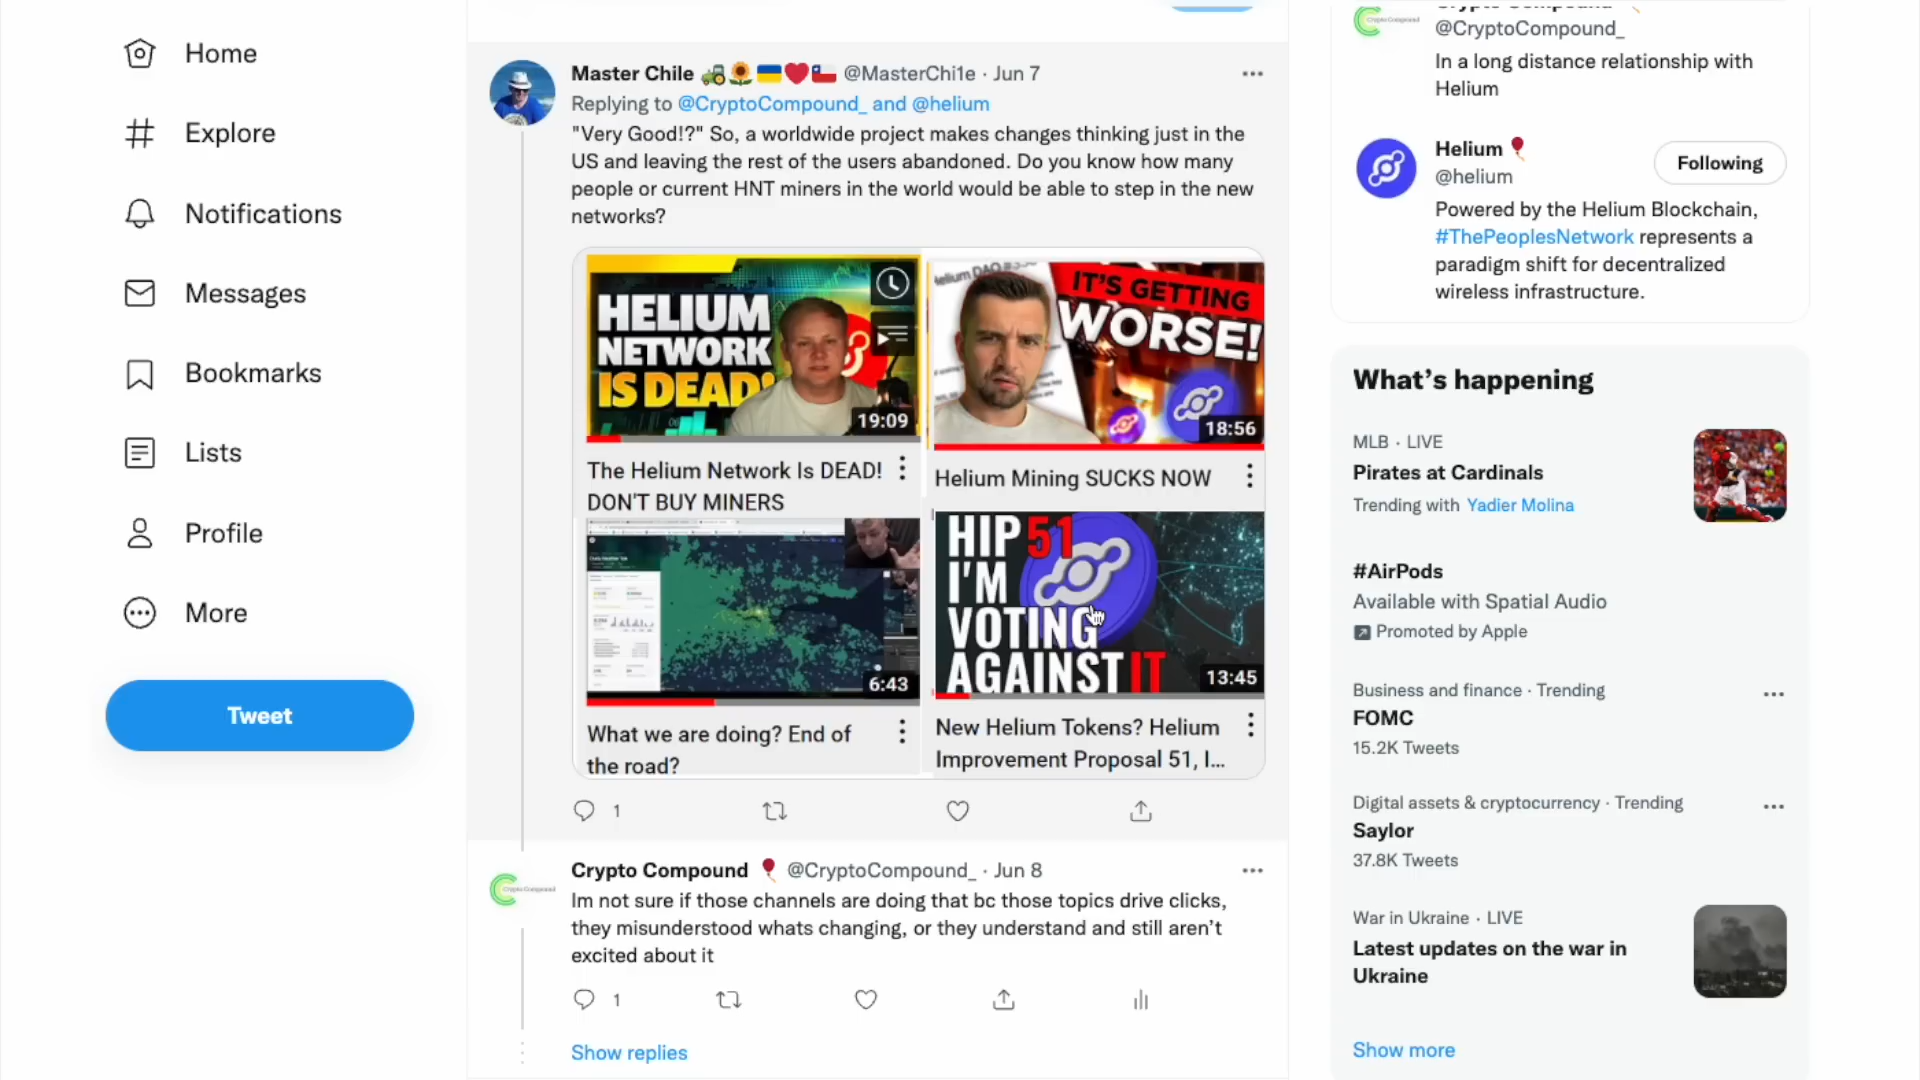 Home
Explore
Notifications
Messages
Bookmarks
Lists
Profile
More
Tweet
Master Chile @MasterChi1e · Jun 7
Replying to @CryptoCompound_ and @helium
"Very Good!?" So, a worldwide project makes changes thinking just in the
US and leaving the rest of the users abandoned. Do you know how many
people or current HNT miners in the world would be able to step in the new
networks?
HELIUM
NETWORK
IS DEAD!
19:09
The Helium Network Is DEAD!
DON'T BUY MINERS
IT'S GETTING
WORSE!
18:56
Helium Mining SUCKS NOW
6:43
What we are doing? End of
the road?
HIP 51
I'M
VOTING
AGAINST IT
13:45
New Helium Tokens? Helium
Improvement Proposal 51, I...
1
Crypto Compound @CryptoCompound_ · Jun 8
Im not sure if those channels are doing that bc those topics drive clicks,
they misunderstood whats changing, or they understand and still aren't
excited about it
1
Show replies
Crypto Compound
@CryptoCompound_
In a long distance relationship with
Helium
Helium
@helium
Following
Powered by the Helium Blockchain,
#ThePeoplesNetwork represents a
paradigm shift for decentralized
wireless infrastructure.
What's happening
MLB · LIVE
Pirates at Cardinals
Trending with Yadier Molina
#AirPods
Available with Spatial Audio
Promoted by Apple
Business and finance · Trending
FOMC
15.2K Tweets
Digital assets & cryptocurrency · Trending
Saylor
37.8K Tweets
War in Ukraine · LIVE
Latest updates on the war in
Ukraine
Show more